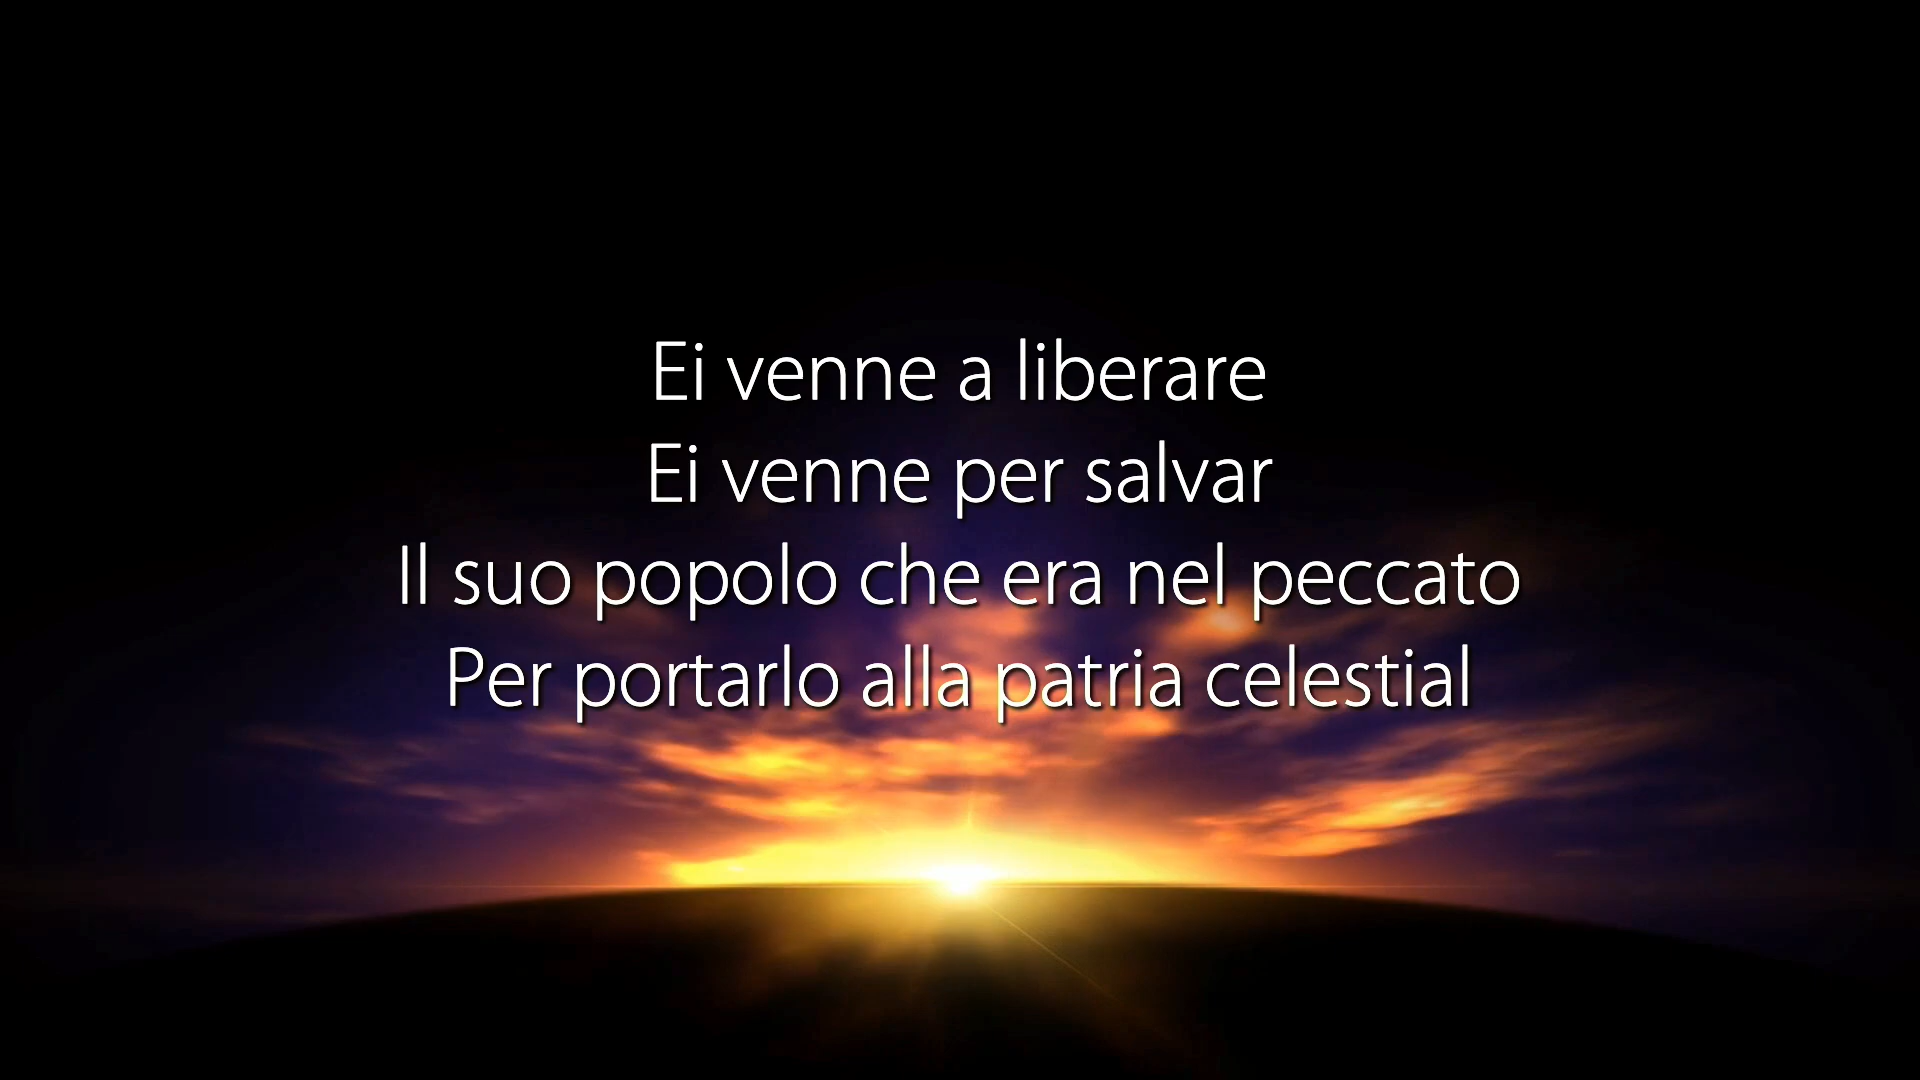 Ei venne a liberare
Ei venne per salvar
Il suo popolo che era nel peccato
Per portarlo alla patria celestial